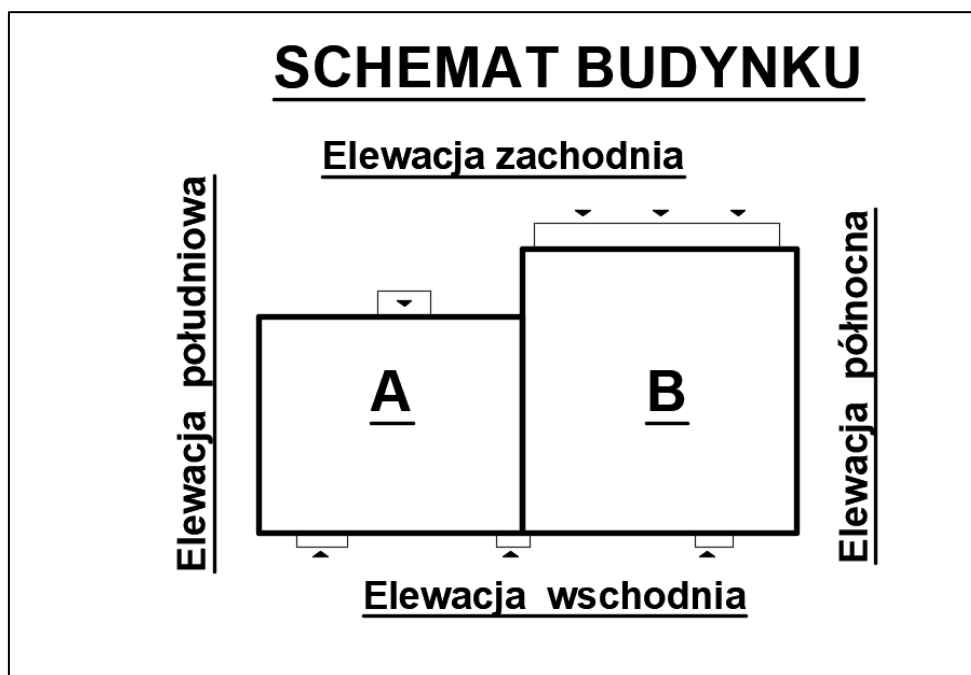 SCHEMAT BUDYNKU
Elewacja zachodnia
Elewacja południowa
A
B
Elewacja północna
Elewacja wschodnia